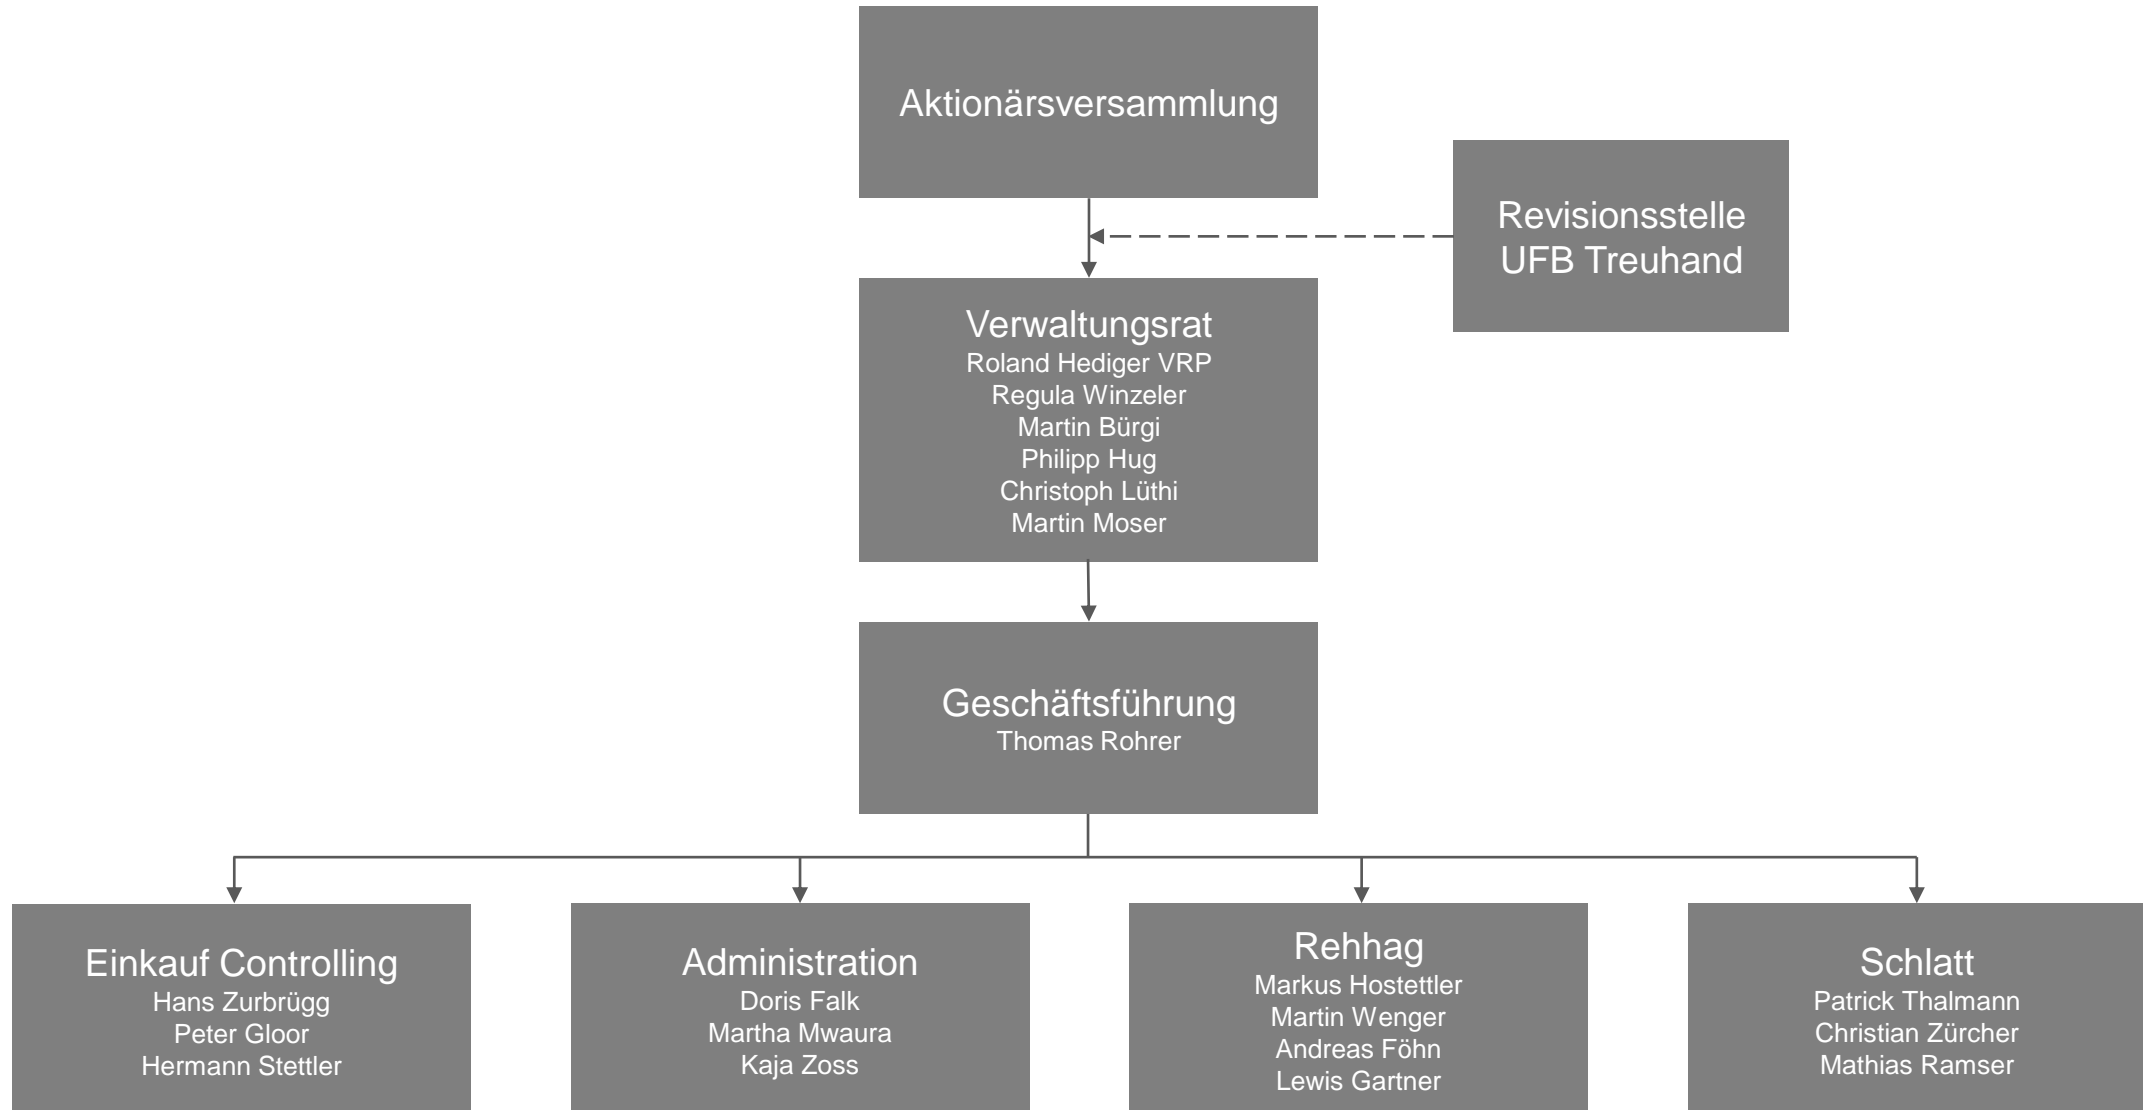 Aktionärsversammlung
Revisionsstelle
UFB Treuhand
Verwaltungsrat
Roland Hediger VRP
Regula Winzeler
Martin Bürgi
Philipp Hug
Christoph Lüthi
Martin Moser
Geschäftsführung
Thomas Rohrer
Einkauf Controlling
Hans Zurbrügg
Peter Gloor
Hermann Stettler
Administration
Doris Falk
Martha Mwaura
Kaja Zoss
Rehhag
Markus Hostettler
Martin Wenger
Andreas Föhn
Lewis Gartner
Schlatt
Patrick Thalmann
Christian Zürcher
Mathias Ramser